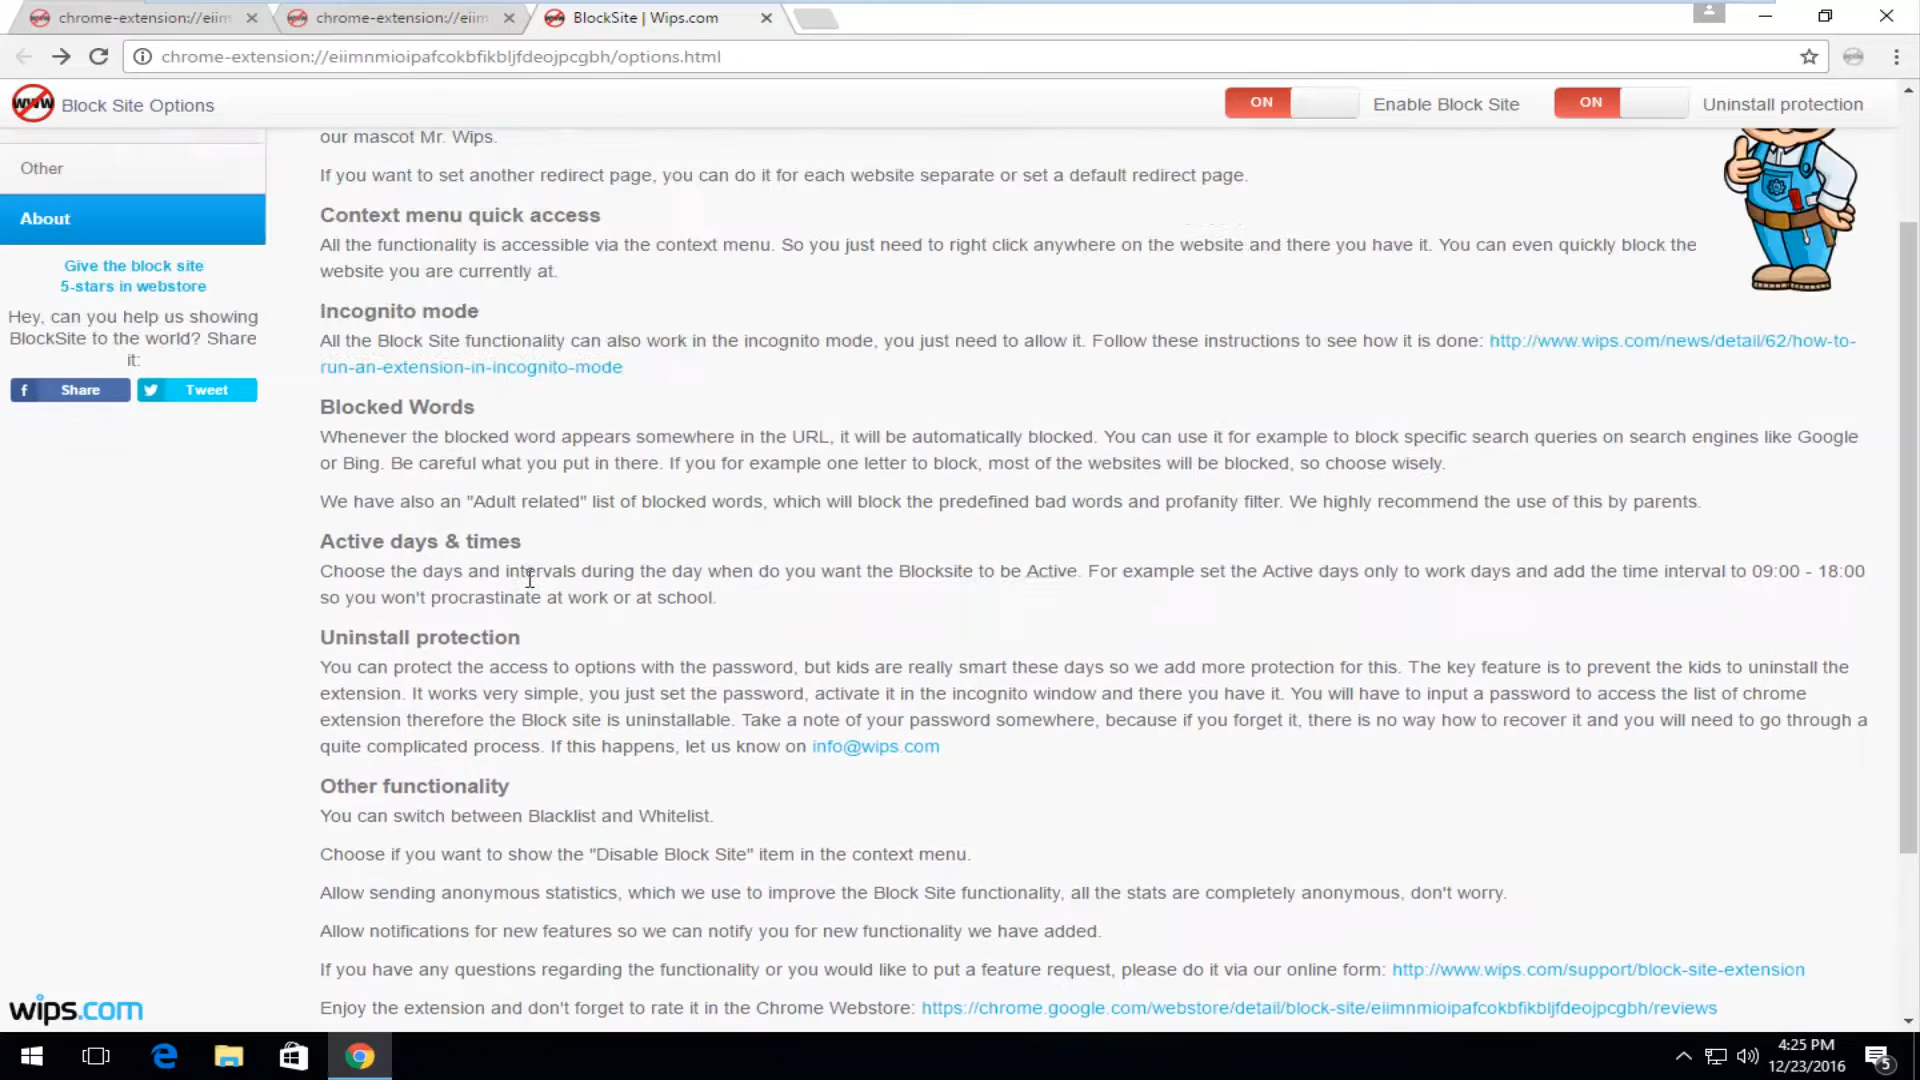 chrome-extension://eiim
chrome-extension://eiim
BlockSite | Wips.com
chrome-extension://eiimnmioipafcokbfikbljfdeojpcgbh/options.html
WWW
Block Site Options
ON
Enable Block Site
ON
Uninstall protection
Other
About
Give the block site
5-stars in webstore
Hey, can you help us showing
BlockSite to the world? Share
it:
f Share
Tweet
our mascot Mr. Wips.
If you want to set another redirect page, you can do it for each website separate or set a default redirect page.
Context menu quick access
All the functionality is accessible via the context menu. So you just need to right click anywhere on the website and there you have it. You can even quickly block the
website you are currently at.
Incognito mode
All the Block Site functionality can also work in the incognito mode, you just need to allow it. Follow these instructions to see how it is done: http://www.wips.com/news/detail/62/how-to-
run-an-extension-in-incognito-mode
Blocked Words
Whenever the blocked word appears somewhere in the URL, it will be automatically blocked. You can use it for example to block specific search queries on search engines like Google
or Bing. Be careful what you put in there. If you for example one letter to block, most of the websites will be blocked, so choose wisely.
We have also an "Adult related" list of blocked words, which will block the predefined bad words and profanity filter. We highly recommend the use of this by parents.
Active days & times
Choose the days and intervals during the day when do you want the Blocksite to be Active. For example set the Active days only to work days and add the time interval to 09:00 - 18:00
so you won't procrastinate at work or at school.
Uninstall protection
You can protect the access to options with the password, but kids are really smart these days so we add more protection for this. The key feature is to prevent the kids to uninstall the
extension. It works very simple, you just set the password, activate it in the incognito window and there you have it. You will have to input a password to access the list of chrome
extension therefore the Block site is uninstallable. Take a note of your password somewhere, because if you forget it, there is no way how to recover it and you will need to go through a
quite complicated process. If this happens, let us know on info@wips.com
Other functionality
You can switch between Blacklist and Whitelist.
Choose if you want to show the "Disable Block Site" item in the context menu.
Allow sending anonymous statistics, which we use to improve the Block Site functionality, all the stats are completely anonymous, don't worry.
Allow notifications for new features so we can notify you for new functionality we have added.
If you have any questions regarding the functionality or you would like to put a feature request, please do it via our online form: http://www.wips.com/support/block-site-extension
Enjoy the extension and don't forget to rate it in the Chrome Webstore: https://chrome.google.com/webstore/detail/block-site/eiimnmioipafcokbfikbljfdeojpcgbh/reviews
wips.com
4:25 PM
12/23/2016
5